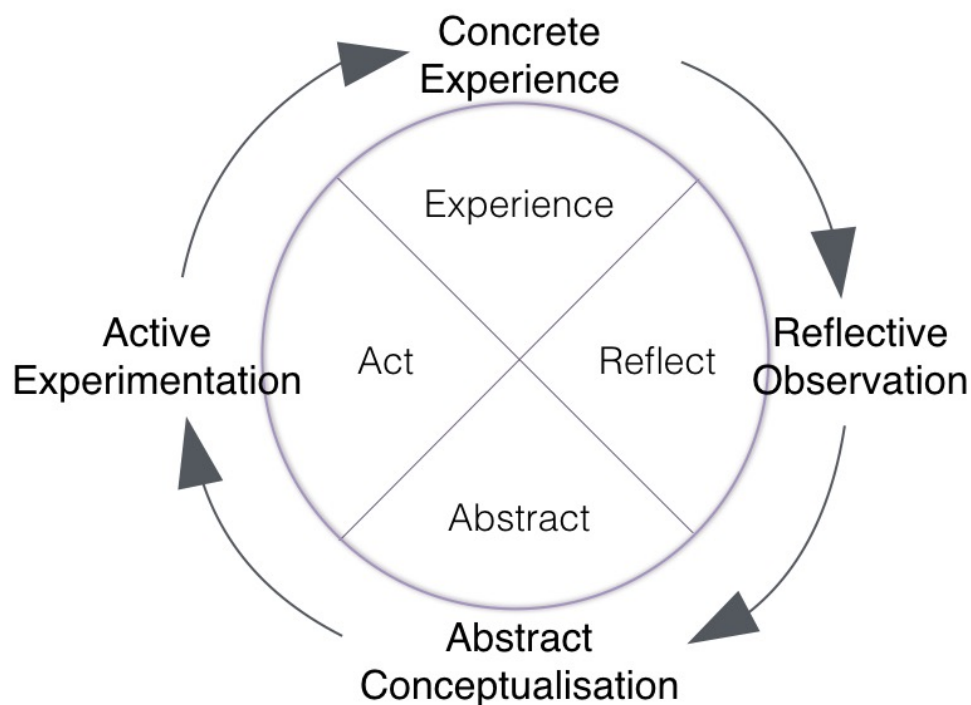 Concrete
Experience
Experience
Active
Experimentation
Act
Reflect
Reflective
Observation
Abstract
Abstract
Conceptualisation